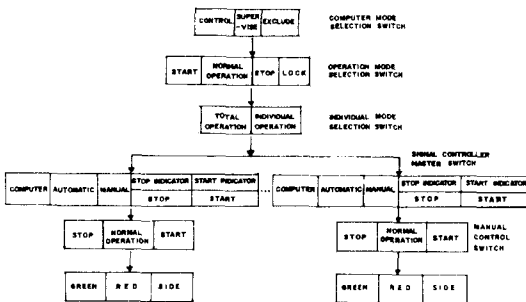 CONTROL SUPER -VISE EXCLUDE
COMPUTER MODE SELECTION SWITCH
START NORMAL OPERATION STOP LOCK
OPERATION MODE SELECTION SWITCH
TOTAL OPERATION INDIVIDUAL OPERATION
INDIVIDUAL MODE SELECTION SWITCH
SIGNAL CONTROLLER MASTER SWITCH
COMPUTER AUTOMATIC MANUAL STOP INDICATOR START INDICATOR STOP START
COMPUTER AUTOMATIC MANUAL STOP INDICATOR START INDICATOR STOP START
STOP NORMAL OPERATION START
STOP NORMAL OPERATION START
MANUAL CONTROL SWITCH
GREEN RED SIDE
GREEN RED SIDE